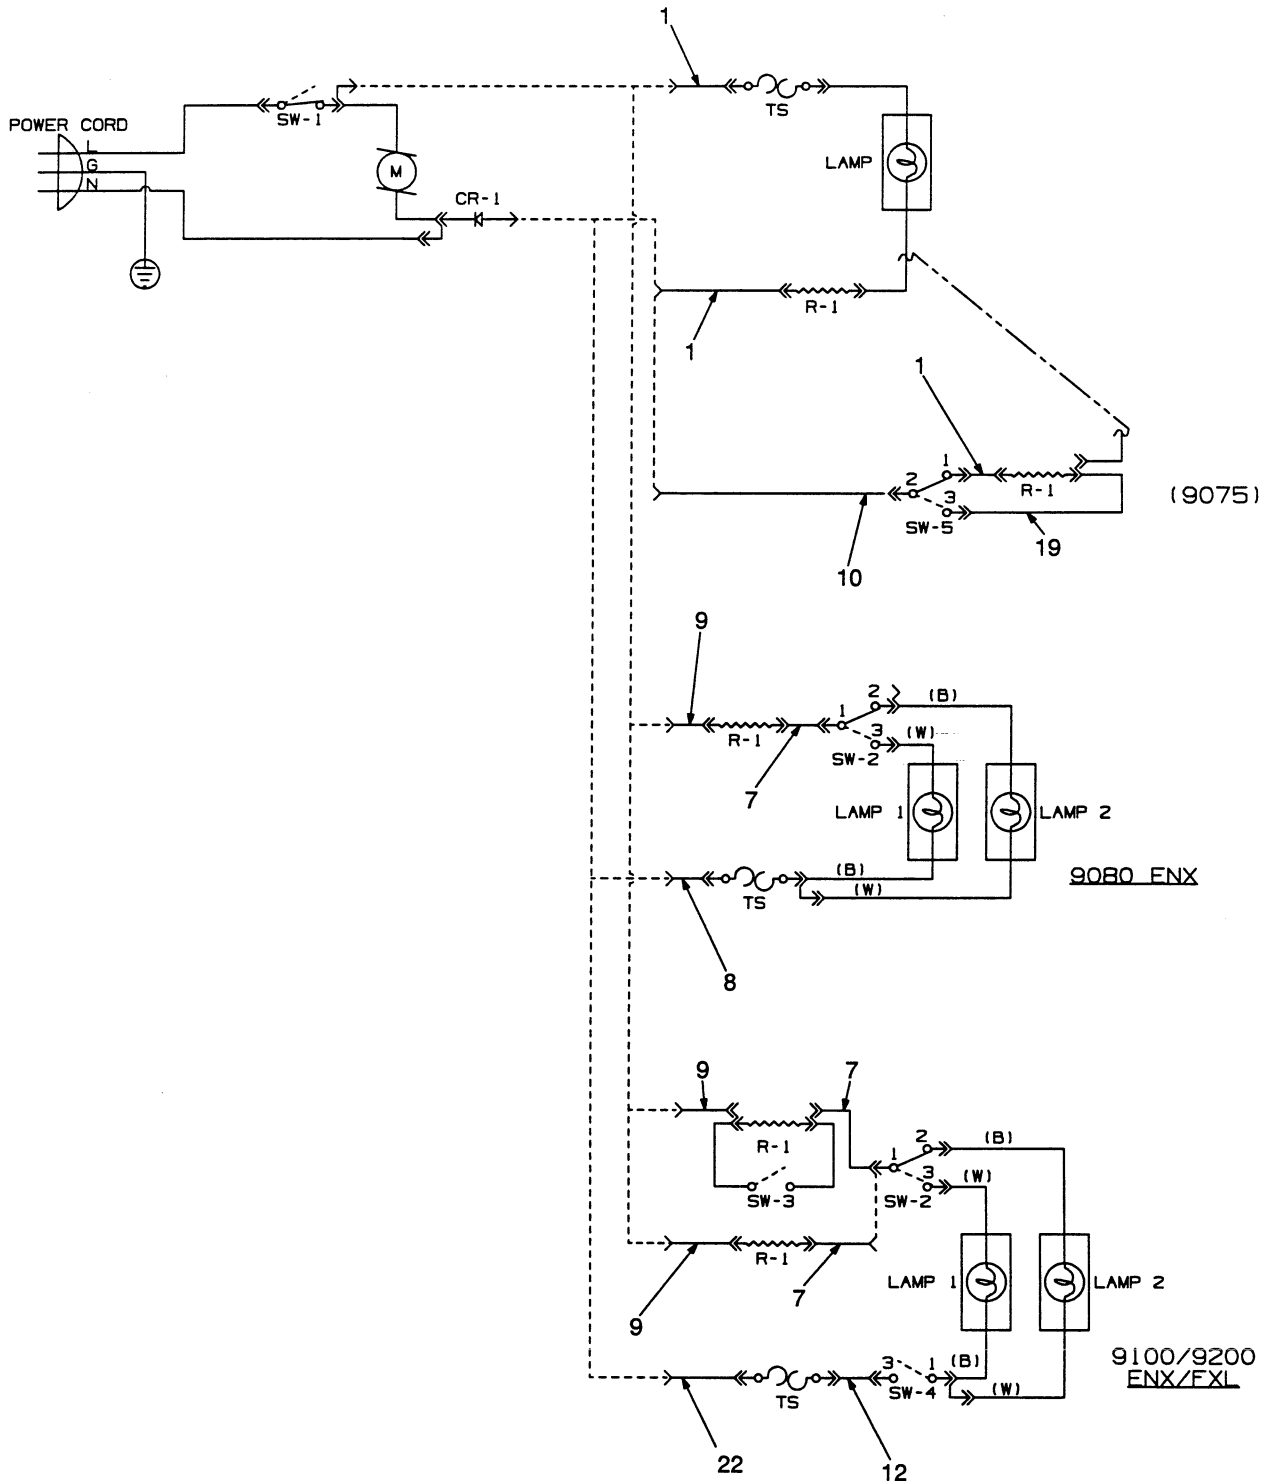 1
TS
SW-1
POWER CORD
L
G
N
M
LAMP
CR-1
R-1
1
1
1
2
3
R-1
SW-5
(9075)
10
19
9
2
(B)
1
3
(W)
R-1
SW-2
7
LAMP 1
LAMP 2
(B)
(W)
TS
9080 ENX
8
9
7
R-1
2
(B)
1
3
(W)
SW-3
SW-2
R-1
9
7
LAMP 1
LAMP 2
3
1
(B)
(W)
TS
SW-4
9100/9200
ENX/FXL
22
12